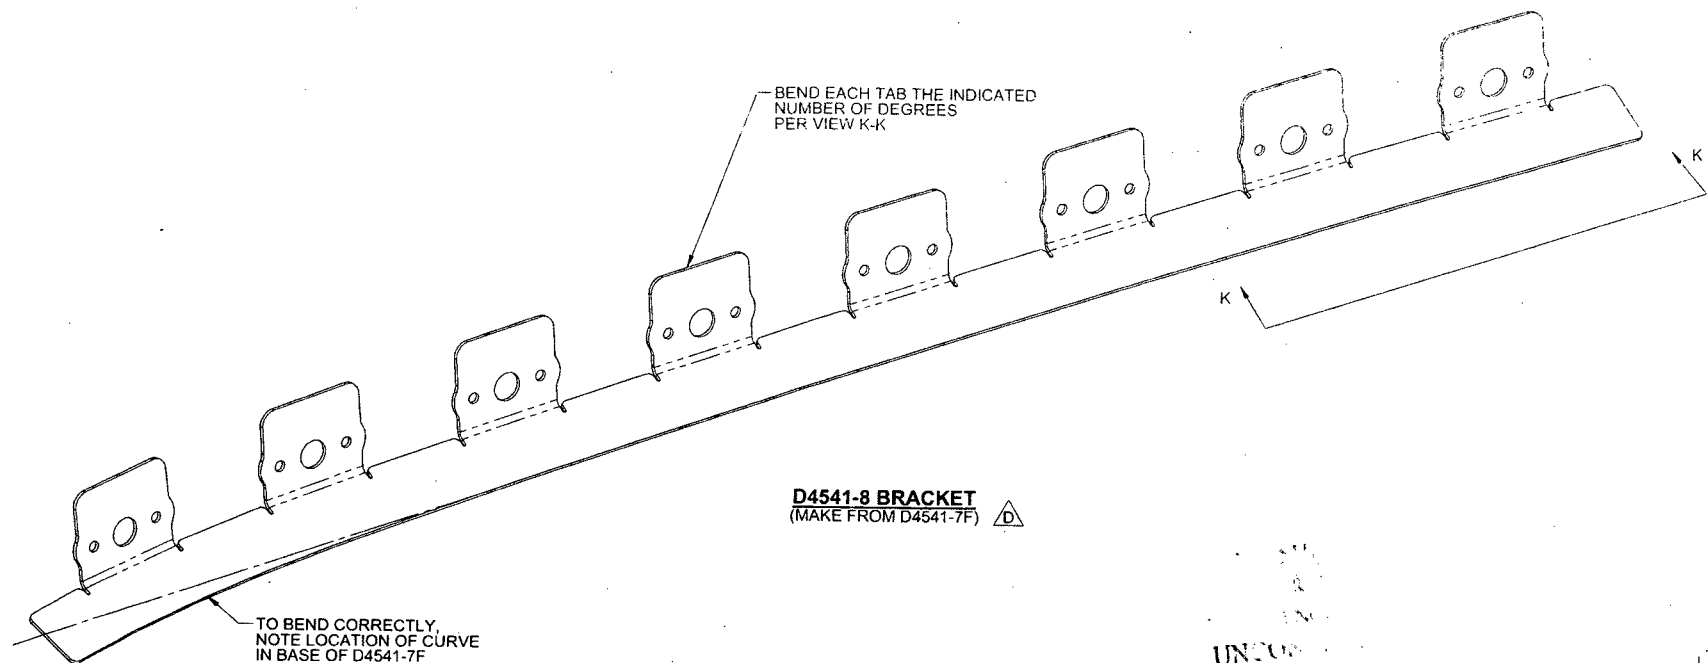 BEND EACH TAB THE INDICATED
NUMBER OF DEGREES
PER VIEW K-K
K
K
D4541-8 BRACKET
(MAKE FROM D4541-7F) D
TO BEND CORRECTLY,
NOTE LOCATION OF CURVE
IN BASE OF D4541-7F